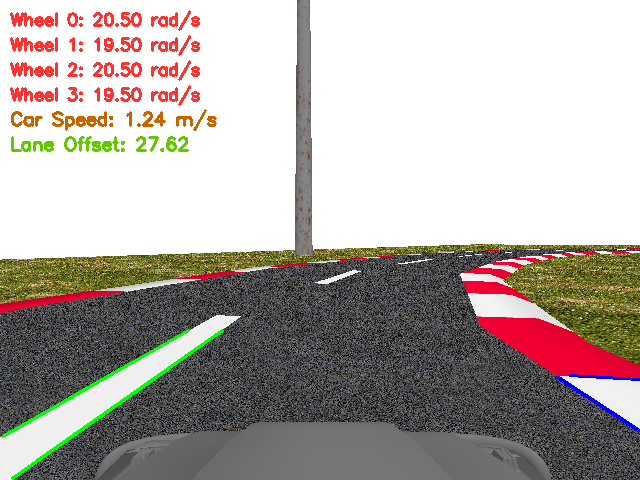 Wheel 0: 20.50 rad/s
Wheel 1: 19.50 rad/s
Wheel 2: 20.50 rad/s
Wheel 3: 19.50 rad/s
Car Speed: 1.24 m/s
Lane Offset: 27.62